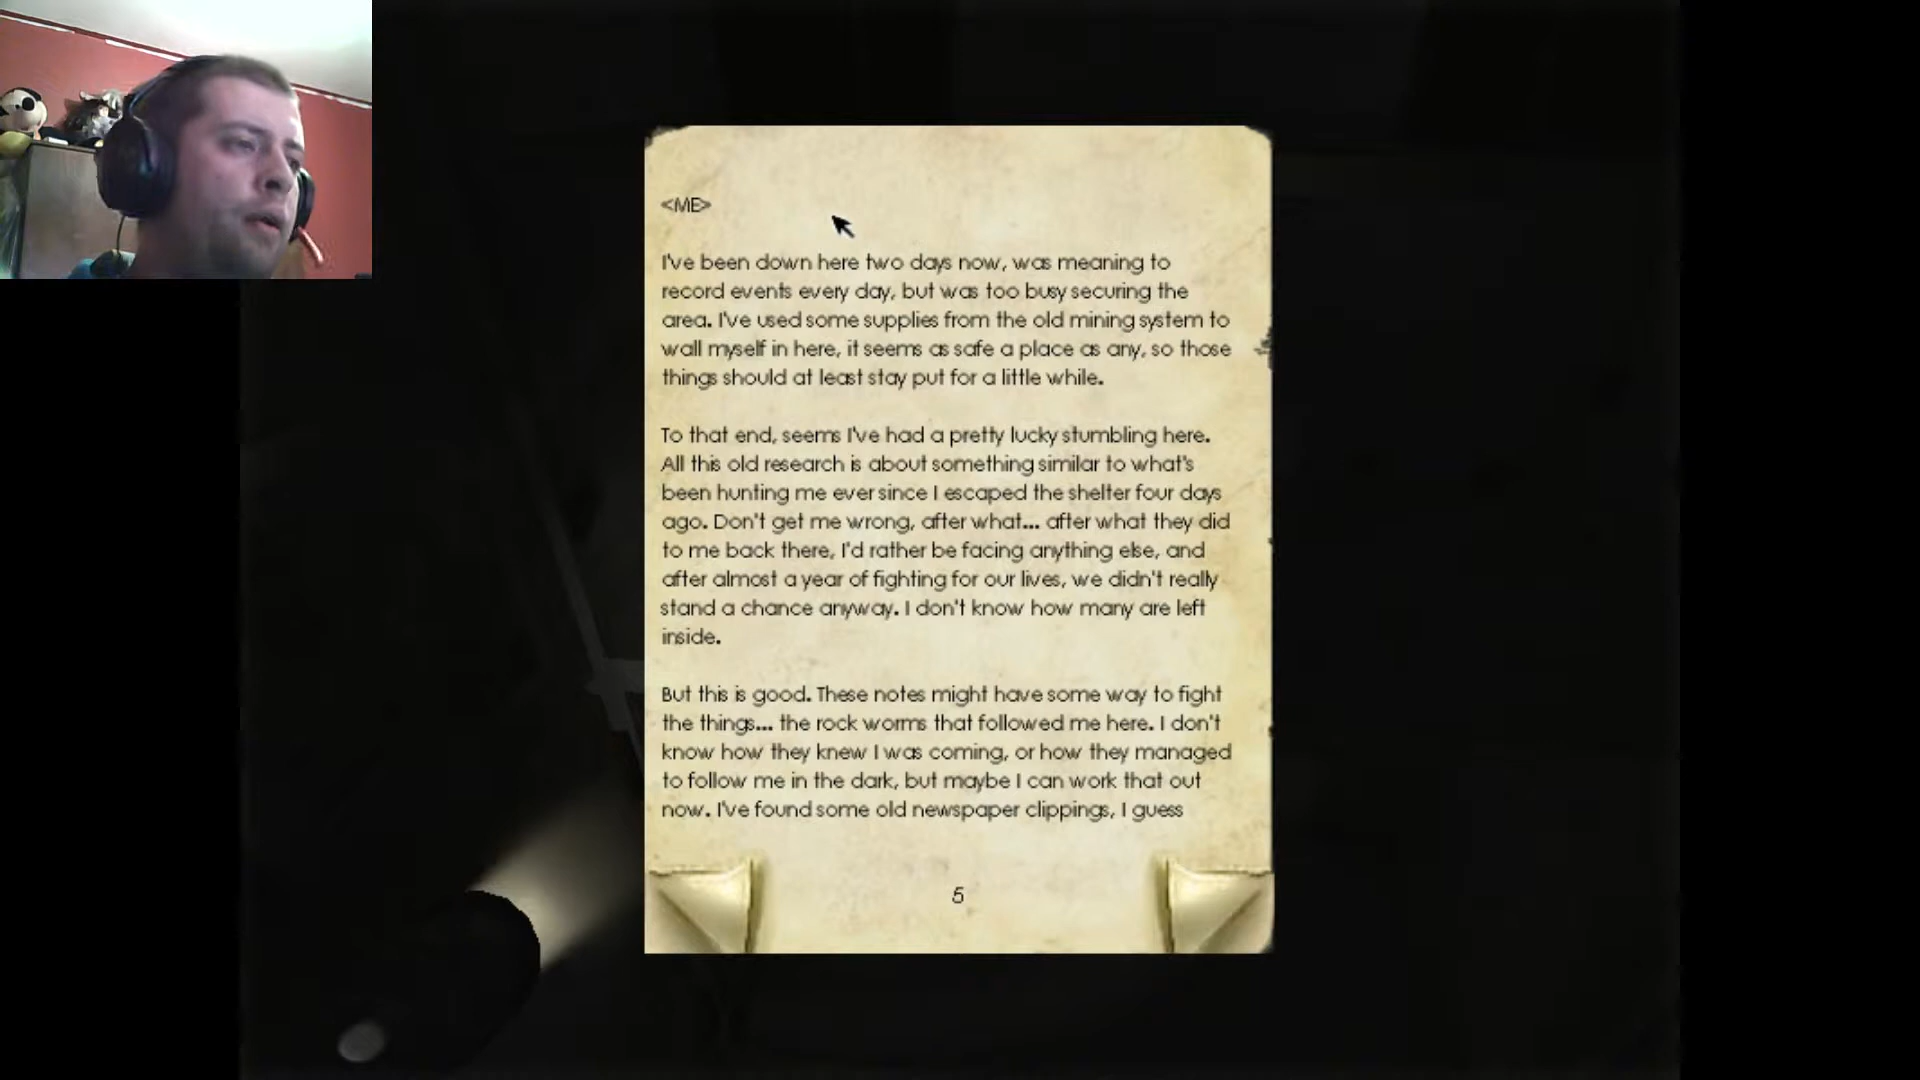 <ME>
I've been down here two days now, was meaning to
record events every day, but was too busy securing the
area. I've used some supplies from the old mining system to
wall myself in here, it seems as safe a place as any, so those
things should at least stay put for a little while.
To that end, seems I've had a pretty lucky stumbling here.
All this old research is about something similar to what's
been hunting me ever since I escaped the shelter four days
ago. Don't get me wrong, after what... after what they did
to me back there, I'd rather be facing anything else, and
after almost a year of fighting for our lives, we didn't really
stand a chance anyway. I don't know how many are left
inside.
But this is good. These notes might have some way to fight
the things... the rock worms that followed me here. I don't
know how they knew I was coming, or how they managed
to follow me in the dark, but maybe I can work that out
now. I've found some old newspaper clippings, I guess
5